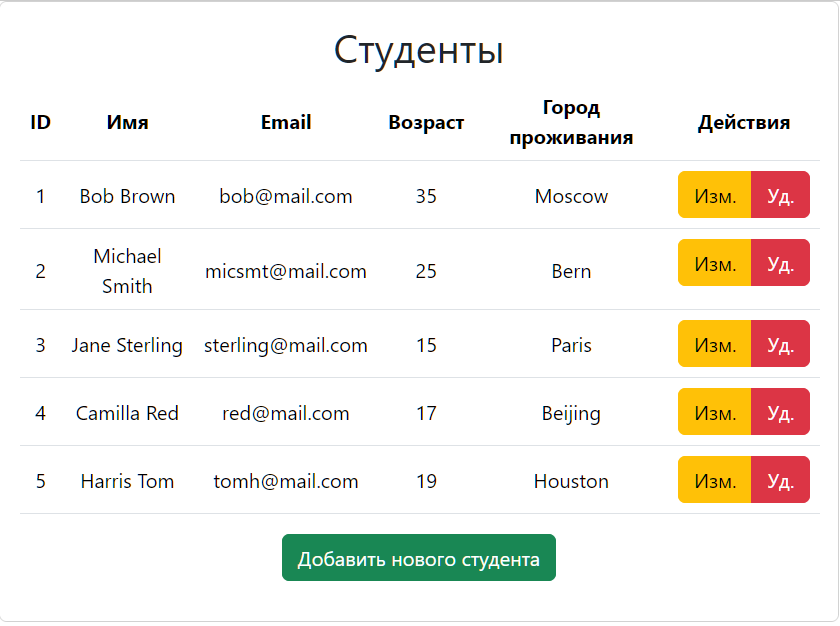 Студенты
ID Имя Email Возраст Город проживания Действия
1 Bob Brown bob@mail.com 35 Moscow Изм. Уд.
2 Michael Smith micsmt@mail.com 25 Bern Изм. Уд.
3 Jane Sterling sterling@mail.com 15 Paris Изм. Уд.
4 Camilla Red red@mail.com 17 Beijing Изм. Уд.
5 Harris Tom tomh@mail.com 19 Houston Изм. Уд.
Добавить нового студента